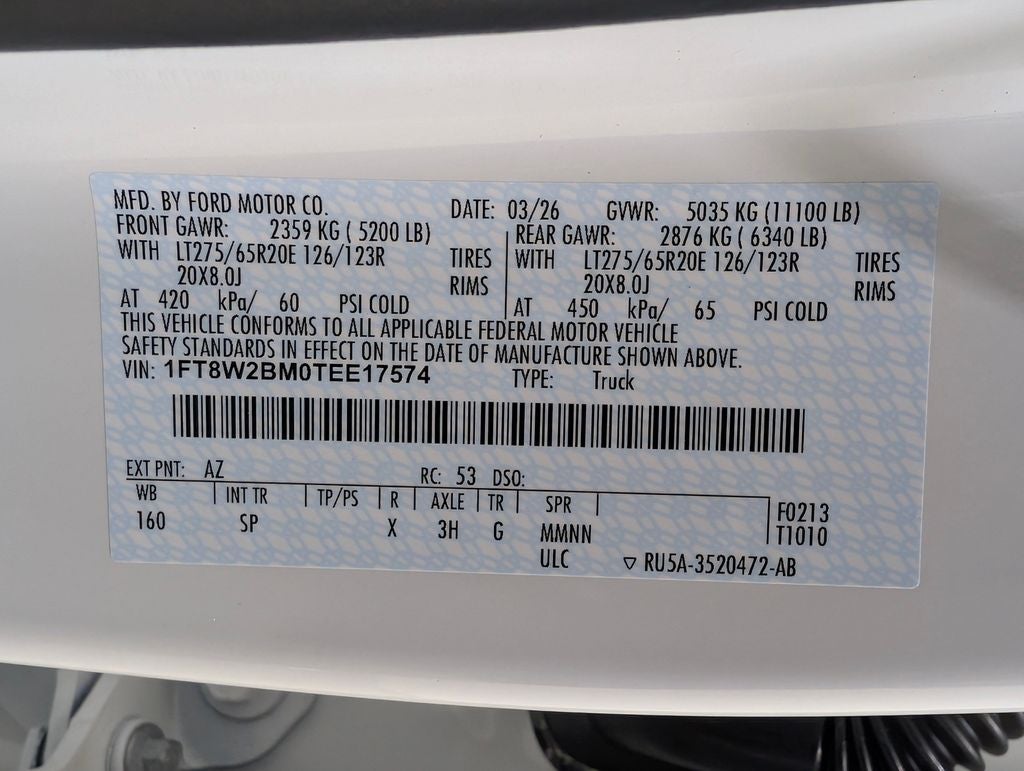 MFD. BY FORD MOTOR CO. DATE: 03/26 GVWR: 5035 KG (11100 LB)
FRONT GAWR: 2359 KG ( 5200 LB) REAR GAWR: 2876 KG ( 6340 LB)
WITH LT275/65R20E 126/123R TIRES WITH LT275/65R20E 126/123R TIRES
20X8.0J RIMS 20X8.0J RIMS
AT 420 kPa/ 60 PSI COLD AT 450 kPa/ 65 PSI COLD
THIS VEHICLE CONFORMS TO ALL APPLICABLE FEDERAL MOTOR VEHICLE
SAFETY STANDARDS IN EFFECT ON THE DATE OF MANUFACTURE SHOWN ABOVE.
VIN: 1FT8W2BM0TEE17574 TYPE: Truck
EXT PNT: AZ RC: 53 DSO:
WB INT TR TP/PS R AXLE TR SPR F0213
160 SP X 3H G MMNN T1010
ULC ▽ RU5A-3520472-AB